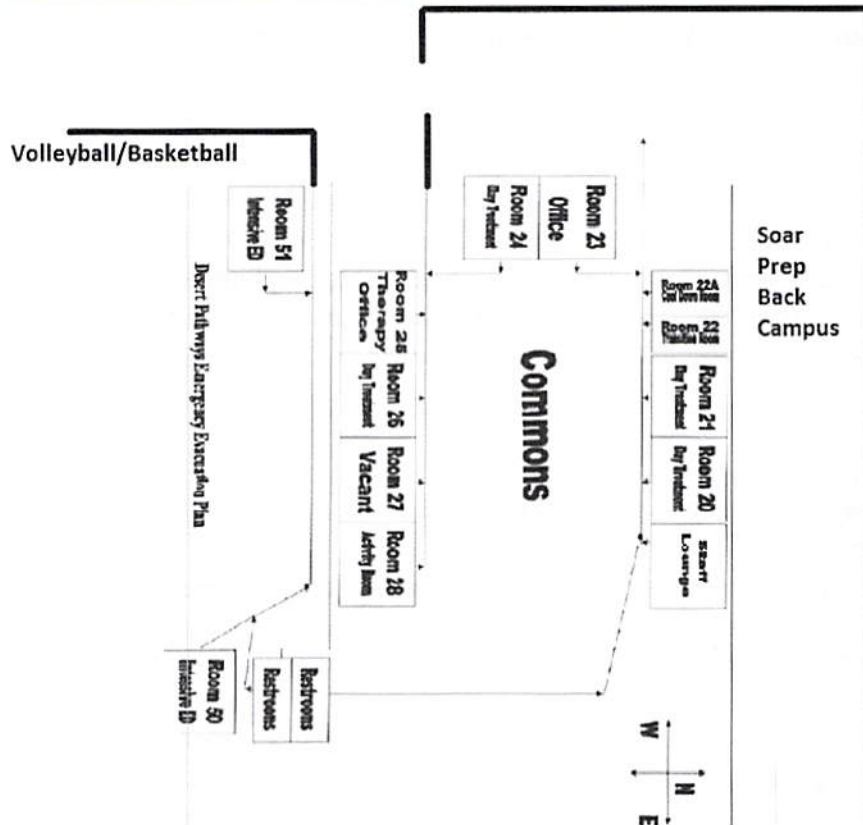 Volleyball/Basketball
Soar
Prep
Back
Campus
Room 51
Intensive ED
Room 24
Day Treatment
Room 23
Office
Room 22A
Cool Down Room
Room 22
Transition Room
Room 21
Day Treatment
Room 20
Day Treatment
Staff
Lounge
Room 25
Therapy
Office
Room 26
Day Treatment
Room 27
Vacant
Room 28
Activity Room
Commons
Desert Pathways Emergency Evacuation Plan
Room 50
Intensive ED
Restrooms
Restrooms
W
N
E